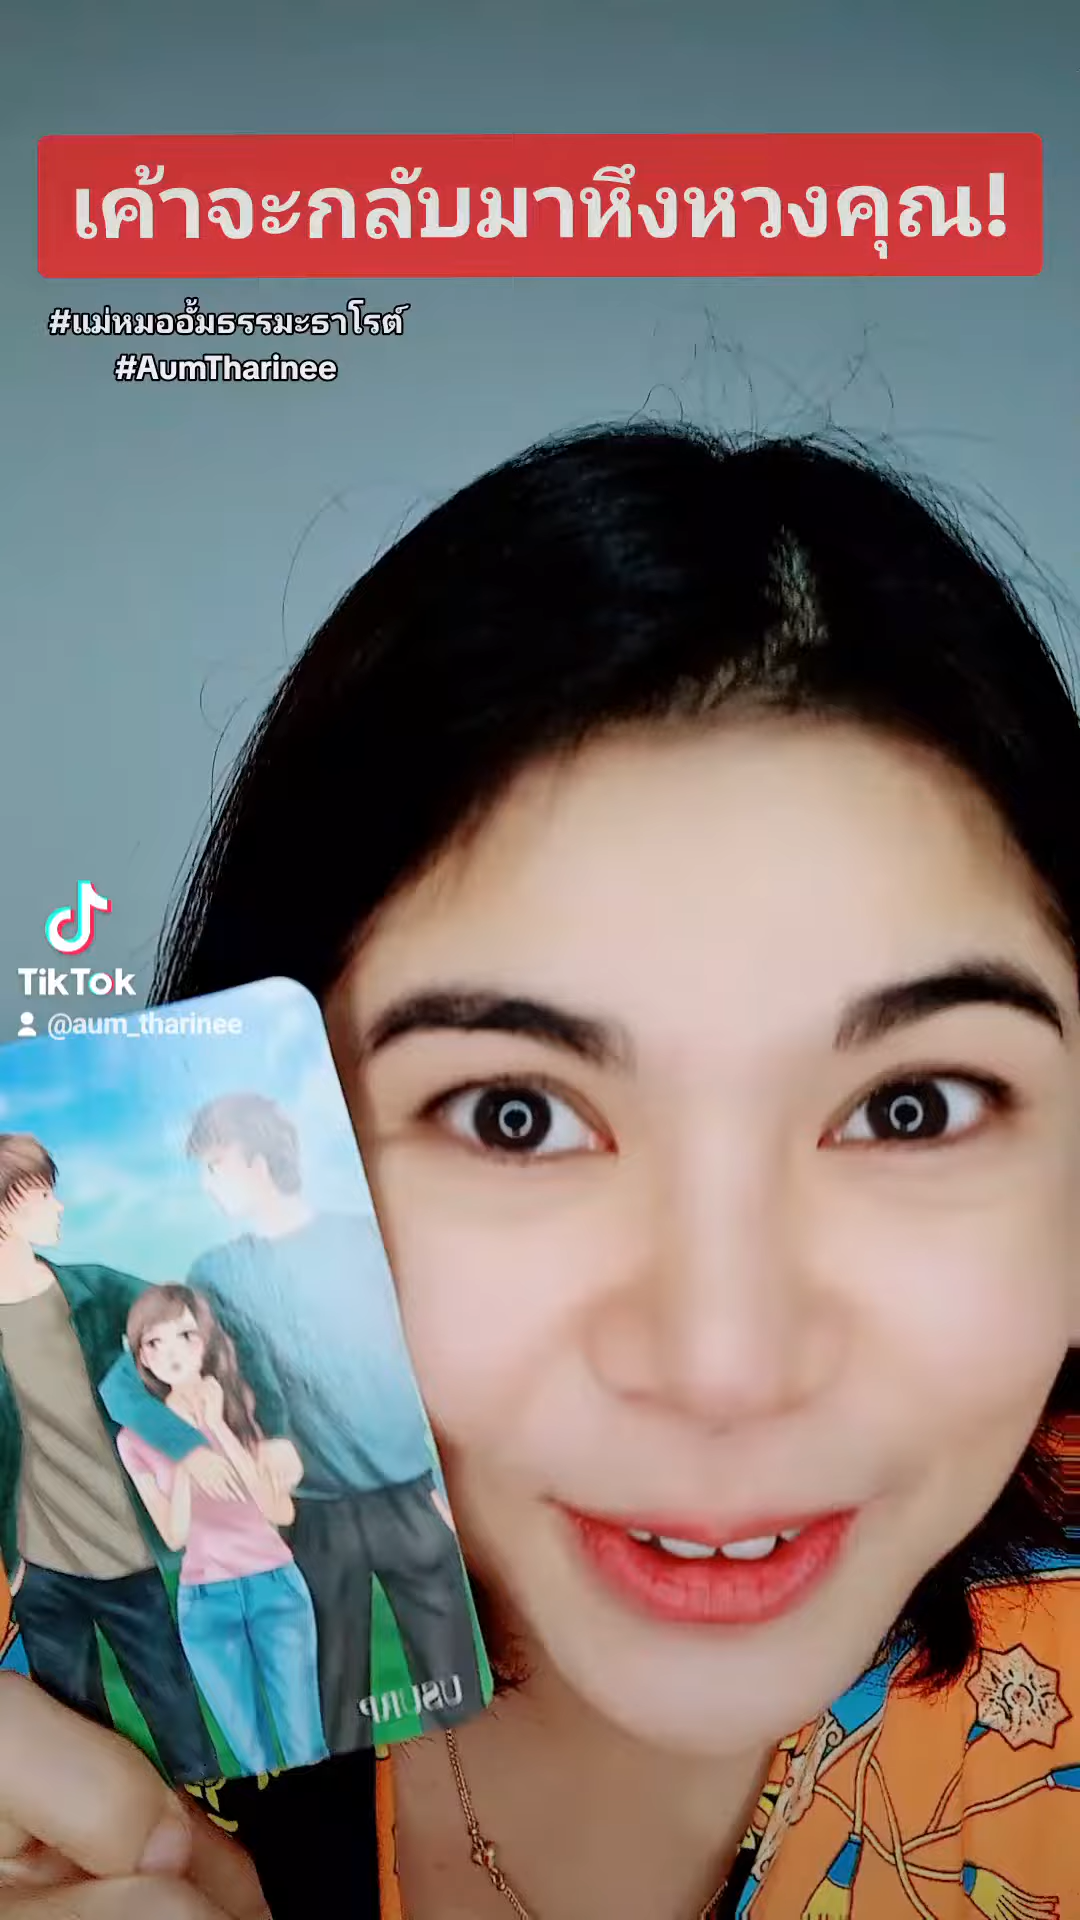 เค้าจะกลับมาหึงหวงคุณ!
#แม่หมออั้มธรรมะธาโรต์
#AumTharinee
TikTok
@aum_tharinee
USURP